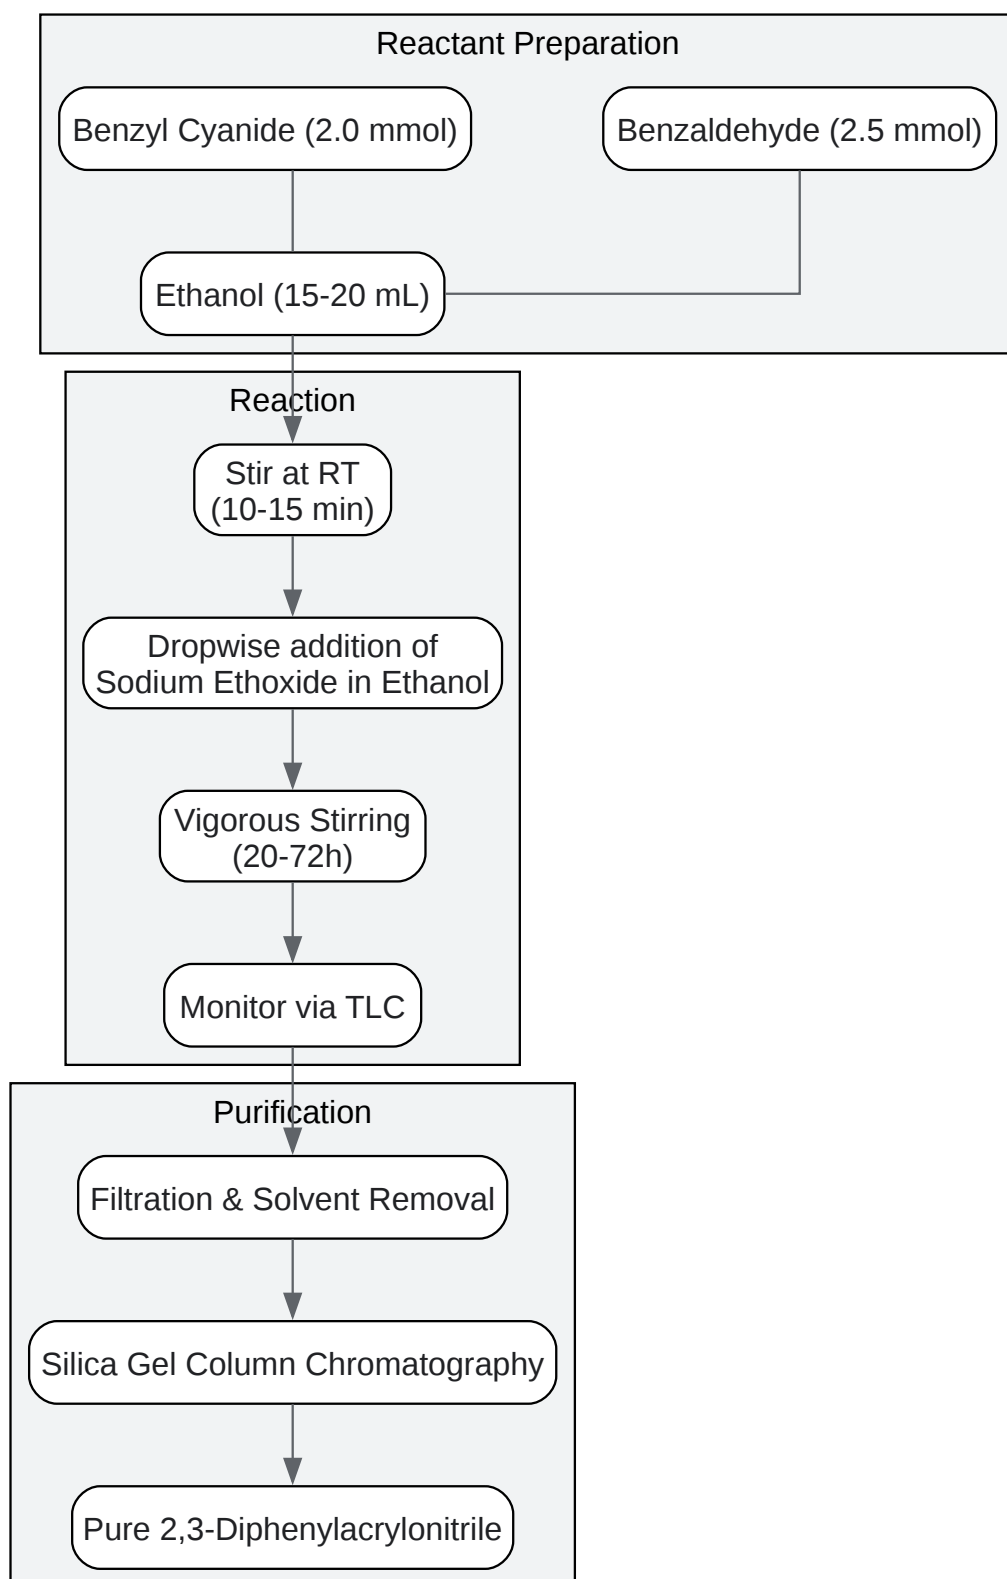 Reactant Preparation
Benzyl Cyanide (2.0 mmol)
Benzaldehyde (2.5 mmol)
Ethanol (15-20 mL)
Reaction
Stir at RT
(10-15 min)
Dropwise addition of
Sodium Ethoxide in Ethanol
Vigorous Stirring
(20-72h)
Monitor via TLC
Purification
Filtration & Solvent Removal
Silica Gel Column Chromatography
Pure 2,3-Diphenylacrylonitrile